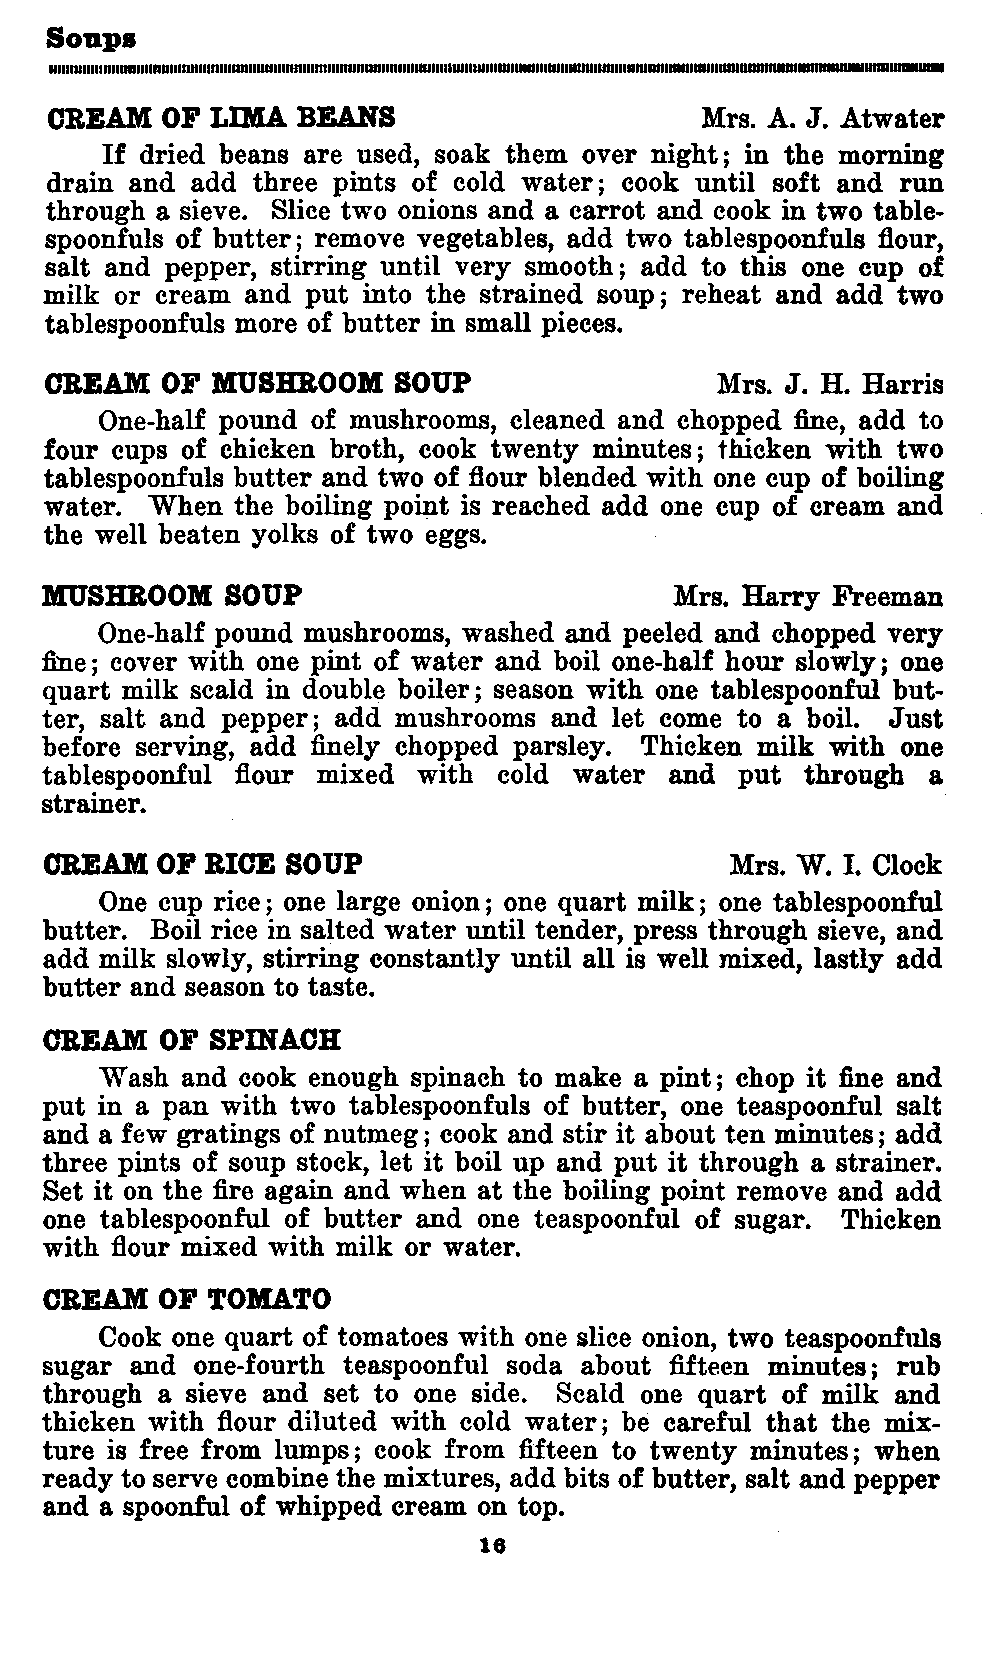 Soups
CREAM OF LIMA BEANS Mrs. A. J. Atwater
If dried beans are used, soak them over night; in the morning
drain and add three pints of cold water; cook until soft and run
through a sieve. Slice two onions and a carrot and cook in two table-
spoonfuls of butter; remove vegetables, add two tablespoonfuls flour,
salt and pepper, stirring until very smooth; add to this one cup of
milk or cream and put into the strained soup; reheat and add two
tablespoonfuls more of butter in small pieces.
CREAM OF MUSHROOM SOUP Mrs. J. H. Harris
One-half pound of mushrooms, cleaned and chopped fine, add to
four cups of chicken broth, cook twenty minutes; thicken with two
tablespoonfuls butter and two of flour blended with one cup of boiling
water. When the boiling point is reached add one cup of cream and
the well beaten yolks of two eggs.
MUSHROOM SOUP Mrs. Harry Freeman
One-half pound mushrooms, washed and peeled and chopped very
fine; cover with one pint of water and boil one-half hour slowly; one
quart milk scald in double boiler; season with one tablespoonful but-
ter, salt and pepper; add mushrooms and let come to a boil. Just
before serving, add finely chopped parsley. Thicken milk with one
tablespoonful flour mixed with cold water and put through a
strainer.
CREAM OF RICE SOUP Mrs. W. I. Clock
One cup rice; one large onion; one quart milk; one tablespoonful
butter. Boil rice in salted water until tender, press through sieve, and
add milk slowly, stirring constantly until all is well mixed, lastly add
butter and season to taste.
CREAM OF SPINACH
Wash and cook enough spinach to make a pint; chop it fine and
put in a pan with two tablespoonfuls of butter, one teaspoonful salt
and a few gratings of nutmeg; cook and stir it about ten minutes; add
three pints of soup stock, let it boil up and put it through a strainer.
Set it on the fire again and when at the boiling point remove and add
one tablespoonful of butter and one teaspoonful of sugar. Thicken
with flour mixed with milk or water.
CREAM OF TOMATO
Cook one quart of tomatoes with one slice onion, two teaspoonfuls
sugar and one-fourth teaspoonful soda about fifteen minutes; rub
through a sieve and set to one side. Scald one quart of milk and
thicken with flour diluted with cold water; be careful that the mix-
ture is free from lumps; cook from fifteen to twenty minutes; when
ready to serve combine the mixtures, add bits of butter, salt and pepper
and a spoonful of whipped cream on top.
16